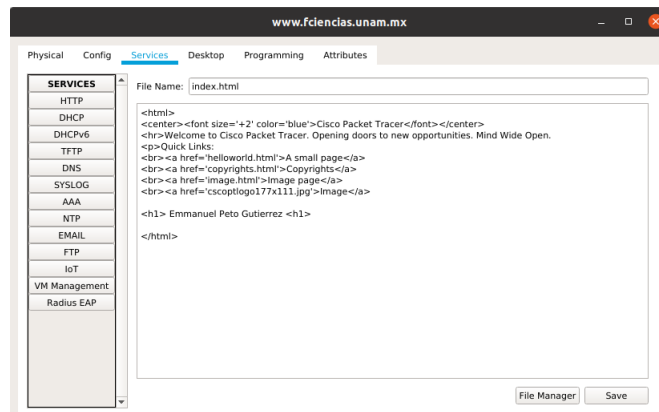 www.fciencias.unam.mx
Physical Config Services Desktop Programming Attributes
SERVICES
HTTP
DHCP
DHCPv6
TFTP
DNS
SYSLOG
AAA
NTP
EMAIL
FTP
IoT
VM Management
Radius EAP
File Name: index.html
<html>
<center><font size='+2' color='blue'>Cisco Packet Tracer</font></center>
<hr>Welcome to Cisco Packet Tracer. Opening doors to new opportunities. Mind Wide Open.
<p>Quick Links:
<br><a href='helloworld.html'>A small page</a>
<br><a href='copyrights.html'>Copyrights</a>
<br><a href='image.html'>Image page</a>
<br><a href='cscoptlogo177x111.jpg'>Image</a>
<h1> Emmanuel Peto Gutierrez <h1>
</html>
File Manager Save